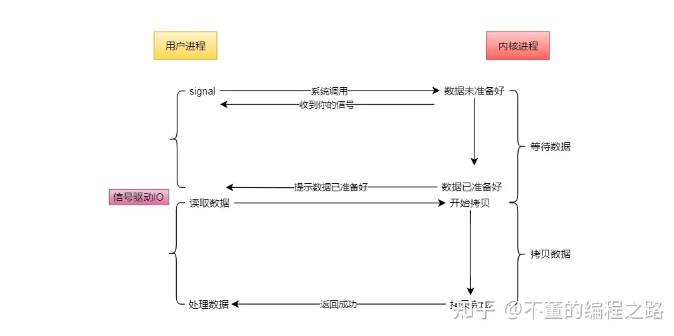 用户进程
内核进程
signal
系统调用
数据未准备好
收到你的信号
等待数据
提示数据已准备好
数据已准备好
信号驱动IO
读取数据
开始拷贝
拷贝数据
处理数据
返回成功
知乎 @不董的编程之路